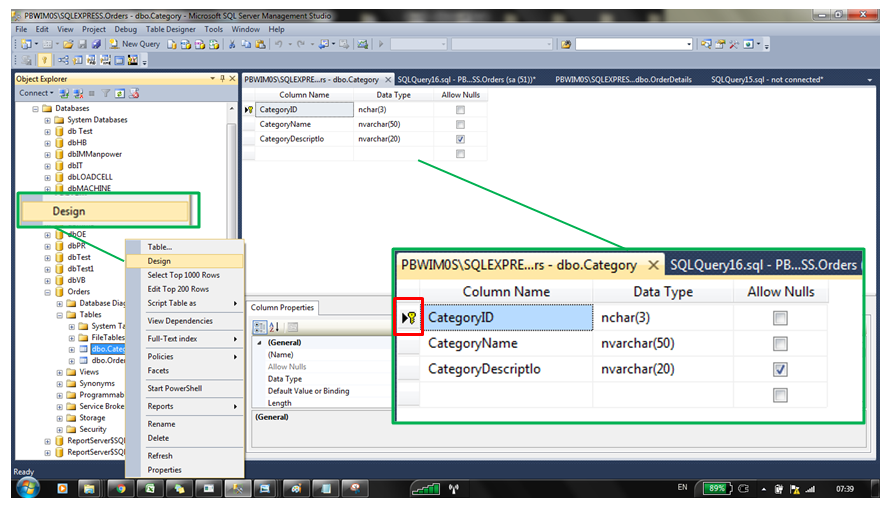 PBWIM0S\SQLEXPRESS.Orders - dbo.Category - Microsoft SQL Server Management Studio
File Edit View Project Debug Table Designer Tools Window Help
New Query
Object Explorer
Connect
Databases
System Databases
db Test
dbHB
dbIMManpower
dbIT
dbLOADCELL
dbMACHINE
Design
dbOE
dbPR
dbTest
dbTest1
dbVB
Orders
Database Diag
Tables
System Ta
FileTables
dbo.Categ
dbo.Order
Views
Synonyms
Programmab
Service Broke
Storage
Security
ReportServer$SQL
ReportServer$SQL
Table...
Design
Select Top 1000 Rows
Edit Top 200 Rows
Script Table as
View Dependencies
Full-Text index
Policies
Facets
Start PowerShell
Reports
Rename
Delete
Refresh
Properties
PBWIM0S\SQLEXPRE...rs - dbo.Category SQLQuery16.sql - PB...SS.Orders (sa (51))* PBWIM0S\SQLEXPRES...dbo.OrderDetails SQLQuery15.sql - not connected*
Column Name Data Type Allow Nulls
CategoryID nchar(3)
CategoryName nvarchar(50)
CategoryDescriptIo nvarchar(20)
Column Properties
(General)
(Name)
Allow Nulls
Data Type
Default Value or Binding
Length
(General)
PBWIM0S\SQLEXPRE...rs - dbo.Category SQLQuery16.sql - PB...SS.Orders (
Column Name Data Type Allow Nulls
CategoryID nchar(3)
CategoryName nvarchar(50)
CategoryDescriptIo nvarchar(20)
Ready
EN 89% 07:39